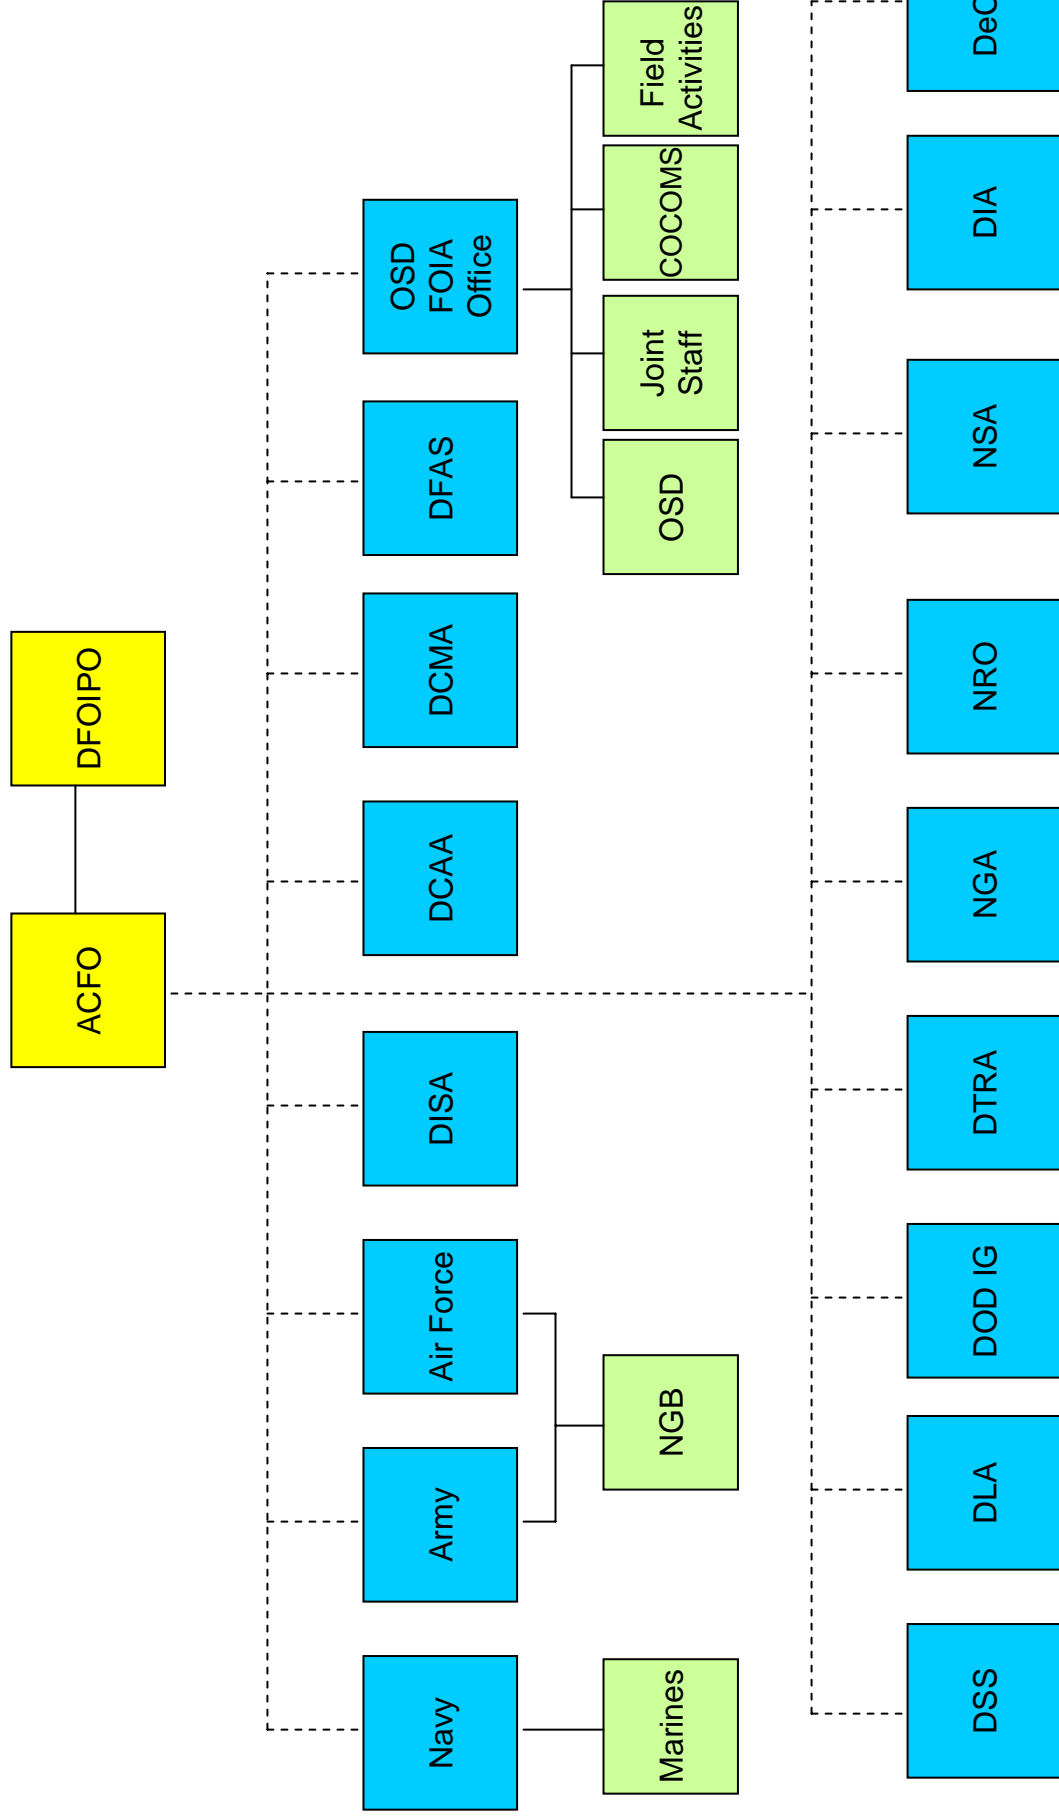 ACFO
DFOIPO
Navy
Army
Air Force
DISA
DCAA
DCMA
DFAS
OSD
FOIA
Office
Marines
NGB
OSD
Joint
Staff
COCOMS
Field
Activities
DSS
DLA
DOD IG
DTRA
NGA
NRO
NSA
DIA
DeC